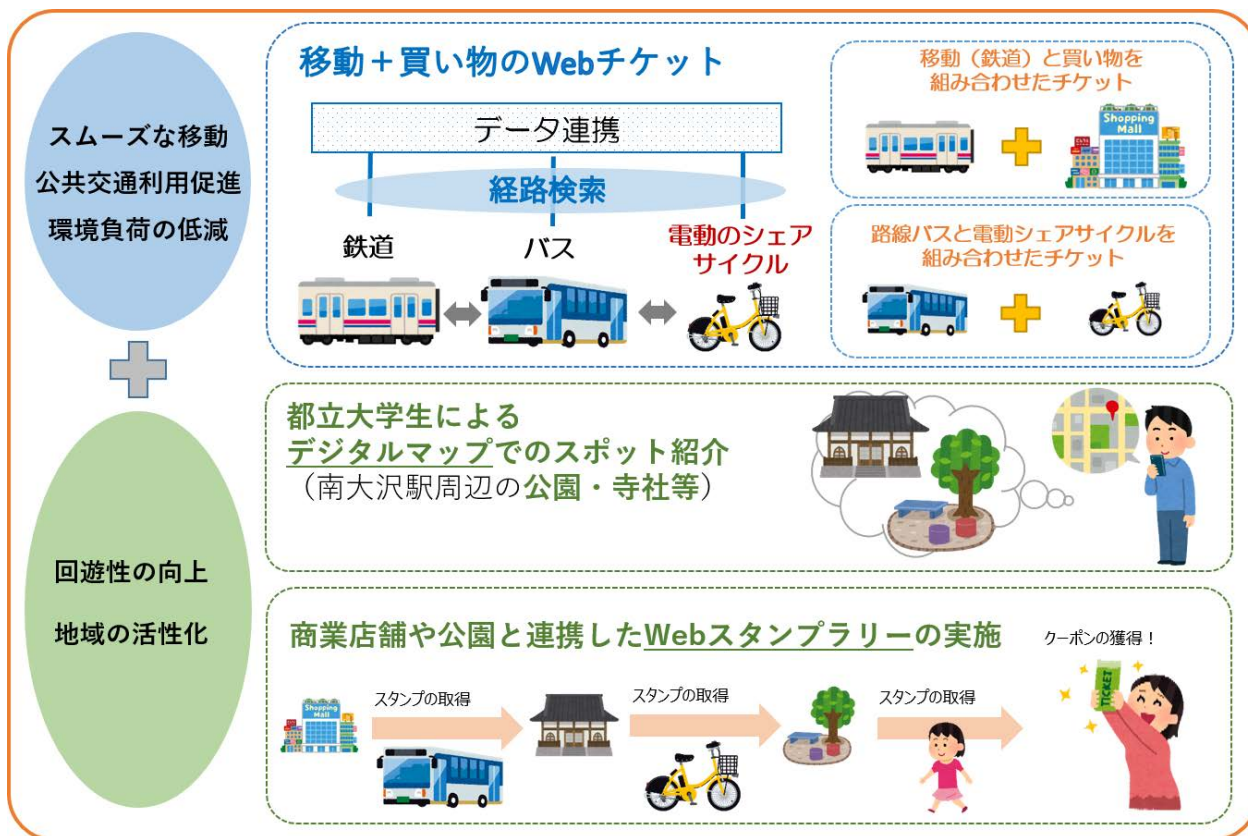 スムーズな移動
公共交通利用促進
環境負荷の低減
回遊性の向上
地域の活性化
移動＋買い物のWebチケット
データ連携
経路検索
鉄道
バス
電動のシェア
サイクル
移動（鉄道）と買い物を
組み合わせたチケット
Shopping
Mall
路線バスと電動シェアサイクルを
組み合わせたチケット
都立大学生による
デジタルマップでのスポット紹介
（南大沢駅周辺の公園・寺社等）
商業店舗や公園と連携したWebスタンプラリーの実施
クーポンの獲得！
スタンプの取得
スタンプの取得
スタンプの取得
Shopping
Mall
TICKET